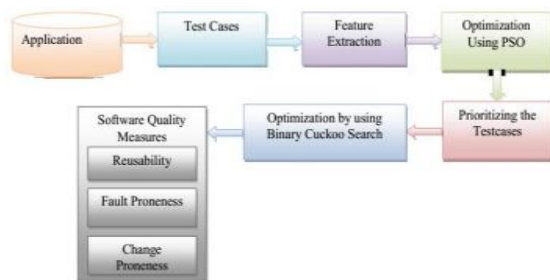 Application
Test Cases
Feature
Extraction
Optimization
Using PSO
Prioritizing the
Testcases
Optimization by using
Binary Cuckoo Search
Software Quality
Measures
Reusability
Fault Proneness
Change
Proneness